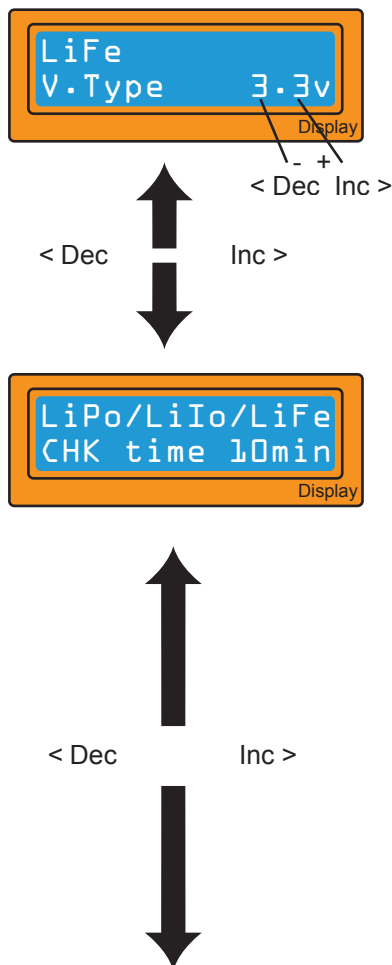 LiFe
V.Type 3.3v
Display
- +
< Dec Inc >
< Dec Inc >
LiPo/LiIo/LiFe
CHK time 10min
Display
< Dec Inc >